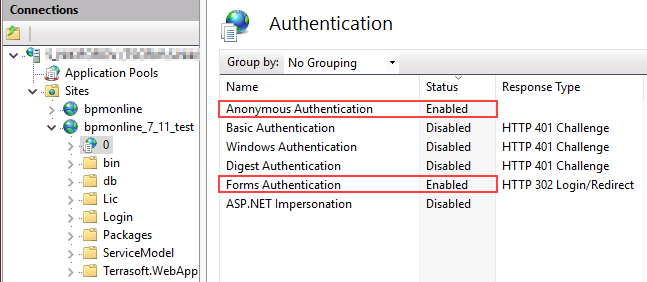 Connections
Application Pools
Sites
bpmonline
bpmonline_7_11_test
0
bin
db
Lic
Login
Packages
ServiceModel
Terrasoft.WebApp
Authentication
Group by: No Grouping
Name Status Response Type
Anonymous Authentication Enabled
Basic Authentication Disabled HTTP 401 Challenge
Windows Authentication Disabled HTTP 401 Challenge
Digest Authentication Disabled HTTP 401 Challenge
Forms Authentication Enabled HTTP 302 Login/Redirect
ASP.NET Impersonation Disabled